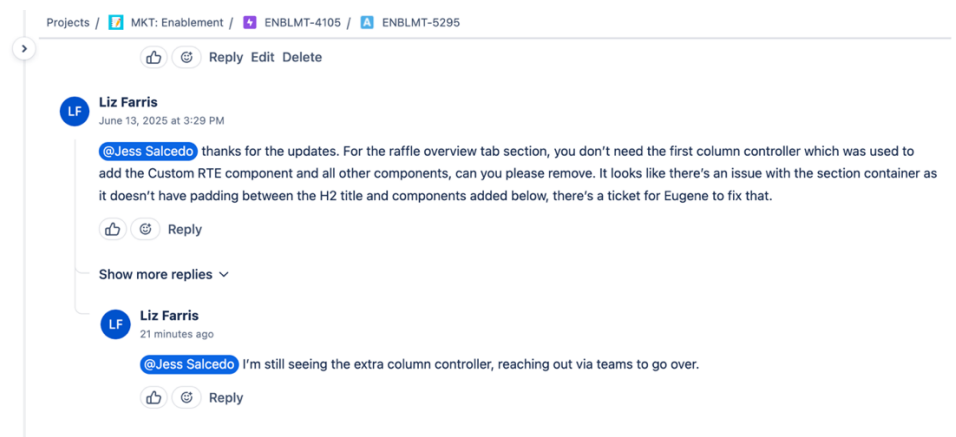 Projects / MKT: Enablement / ENBLMT-4105 / ENBLMT-5295
Reply Edit Delete
LF
Liz Farris
June 13, 2025 at 3:29 PM
@Jess Salcedo thanks for the updates. For the raffle overview tab section, you don't need the first column controller which was used to
add the Custom RTE component and all other components, can you please remove. It looks like there's an issue with the section container as
it doesn't have padding between the H2 title and components added below, there's a ticket for Eugene to fix that.
Reply
Show more replies
LF
Liz Farris
21 minutes ago
@Jess Salcedo I'm still seeing the extra column controller, reaching out via teams to go over.
Reply